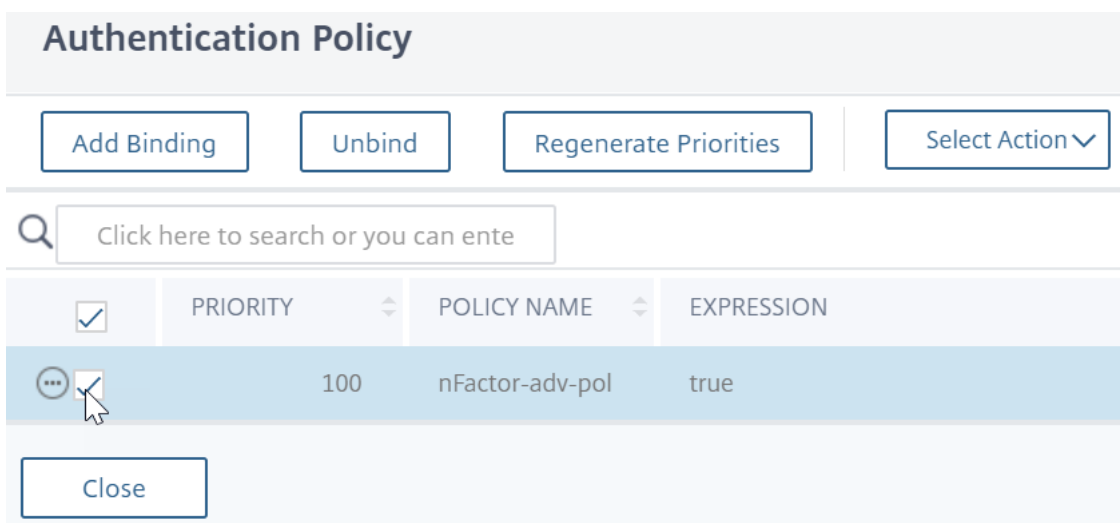 Authentication Policy
Add Binding Unbind Regenerate Priorities Select Action
Click here to search or you can ente
PRIORITY POLICY NAME EXPRESSION
100 nFactor-adv-pol true
Close